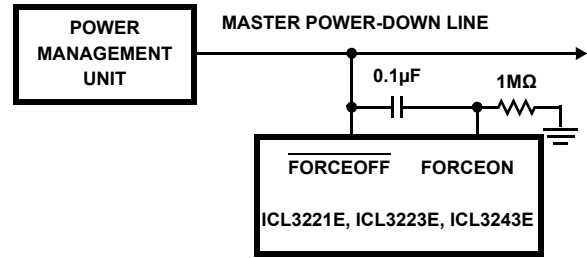 POWER
MANAGEMENT
UNIT
MASTER POWER-DOWN LINE
0.1µF
1MΩ
FORCEOFF FORCEON
ICL3221E, ICL3223E, ICL3243E